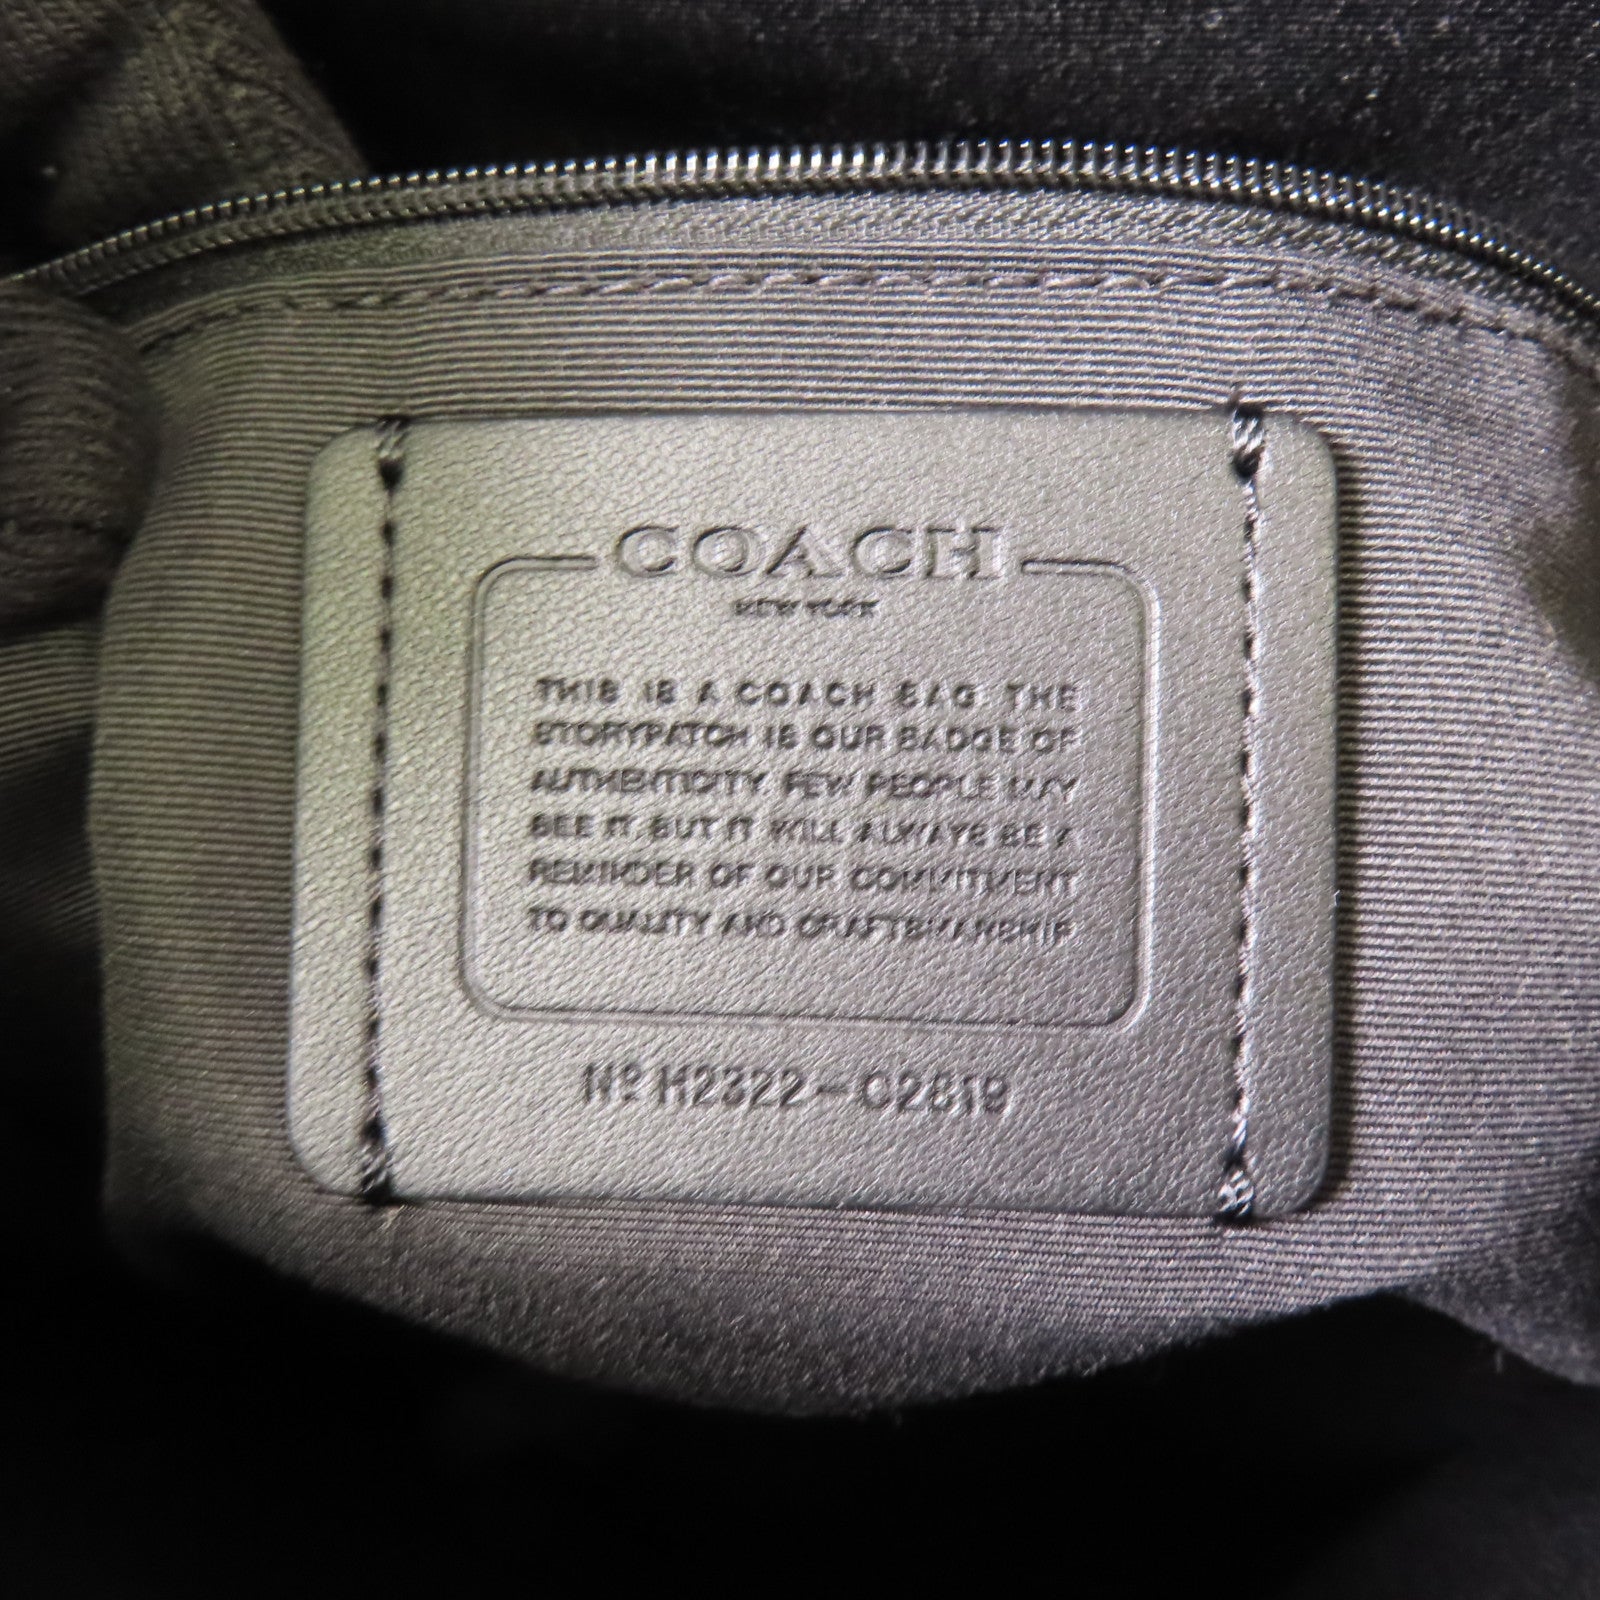 COACH
NEW YORK
THIS IS A COACH BAG. THE
STORYPATCH IS OUR BADGE OF
AUTHENTICITY. FEW PEOPLE MAY
SEE IT, BUT IT WILL ALWAYS BE A
REMINDER OF OUR COMMITMENT
TO QUALITY AND CRAFTSMANSHIP.
Nº H2322-C2819